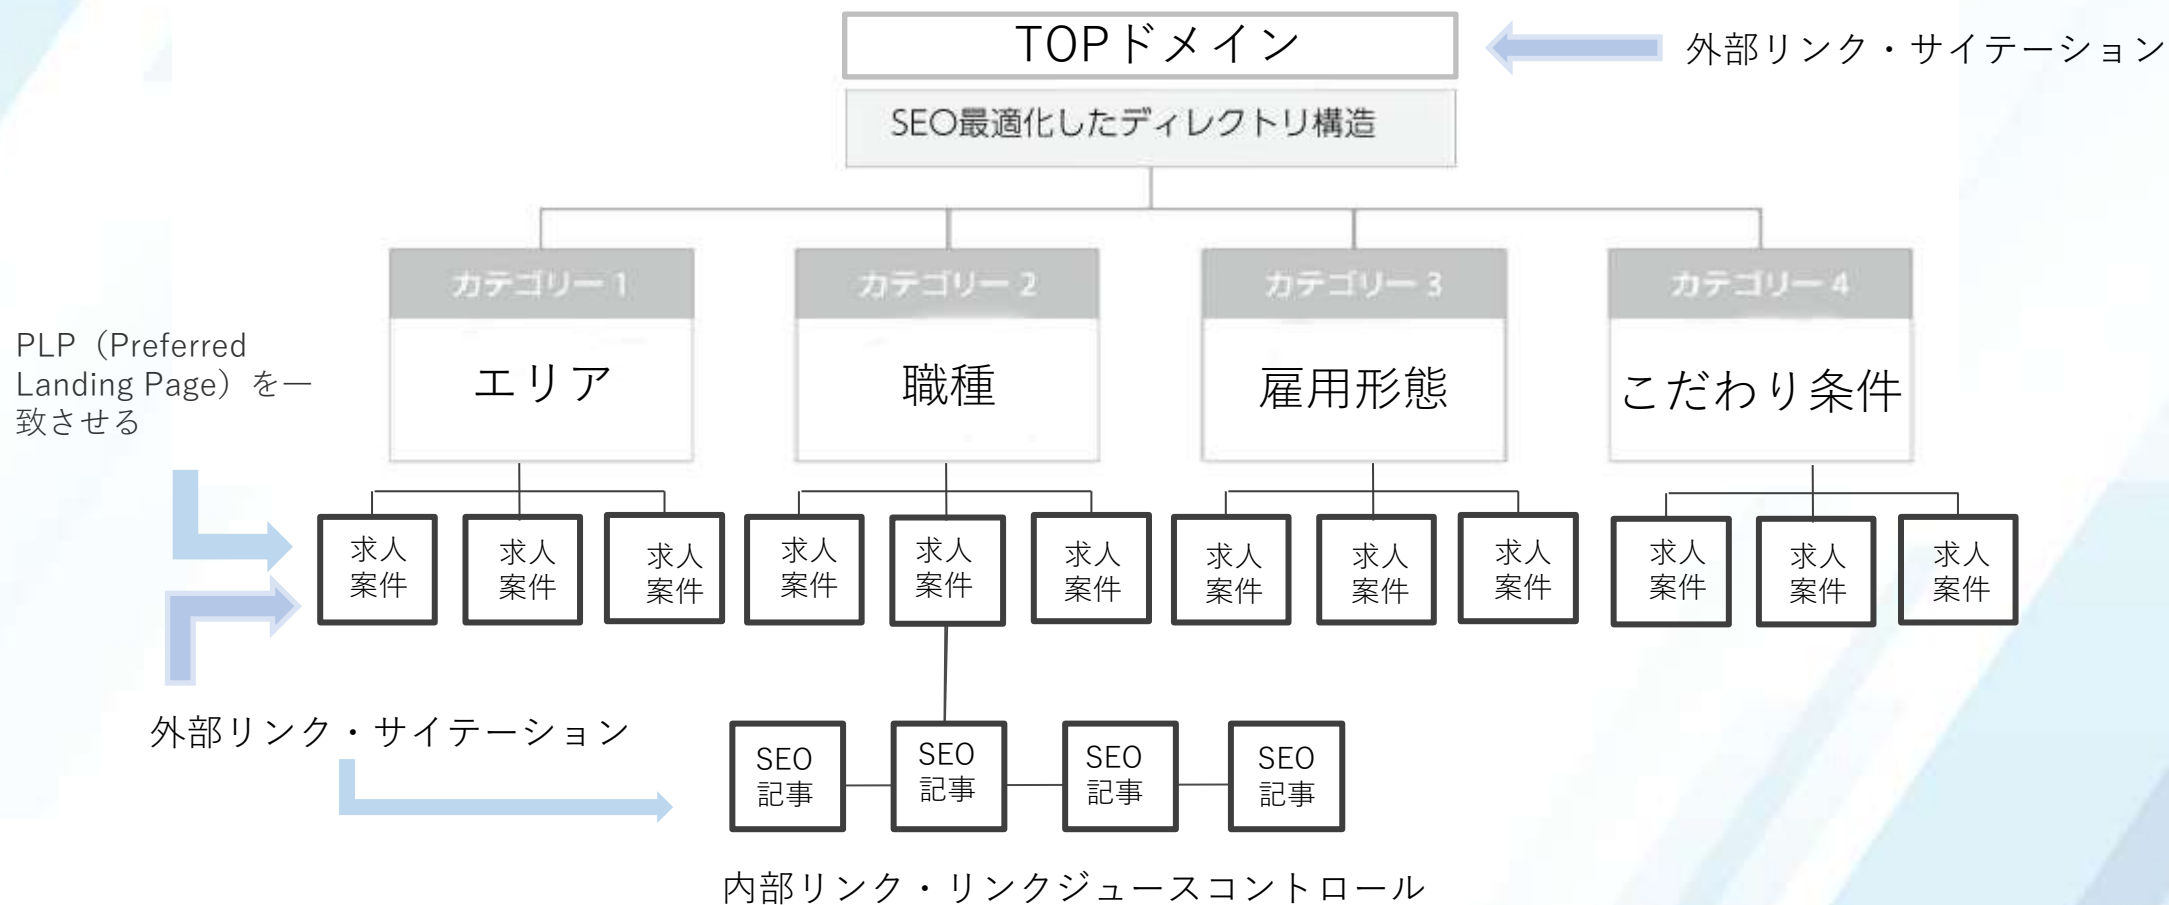 TOPドメイン
外部リンク・サイテーション
SEO最適化したディレクトリ構造
カテゴリー 1
カテゴリー 2
カテゴリー 3
カテゴリー 4
エリア
職種
雇用形態
こだわり条件
PLP（Preferred
Landing Page）を一
致させる
求人
案件
求人
案件
求人
案件
求人
案件
求人
案件
求人
案件
求人
案件
求人
案件
求人
案件
求人
案件
求人
案件
求人
案件
外部リンク・サイテーション
SEO
記事
SEO
記事
SEO
記事
SEO
記事
内部リンク・リンクジュースコントロール